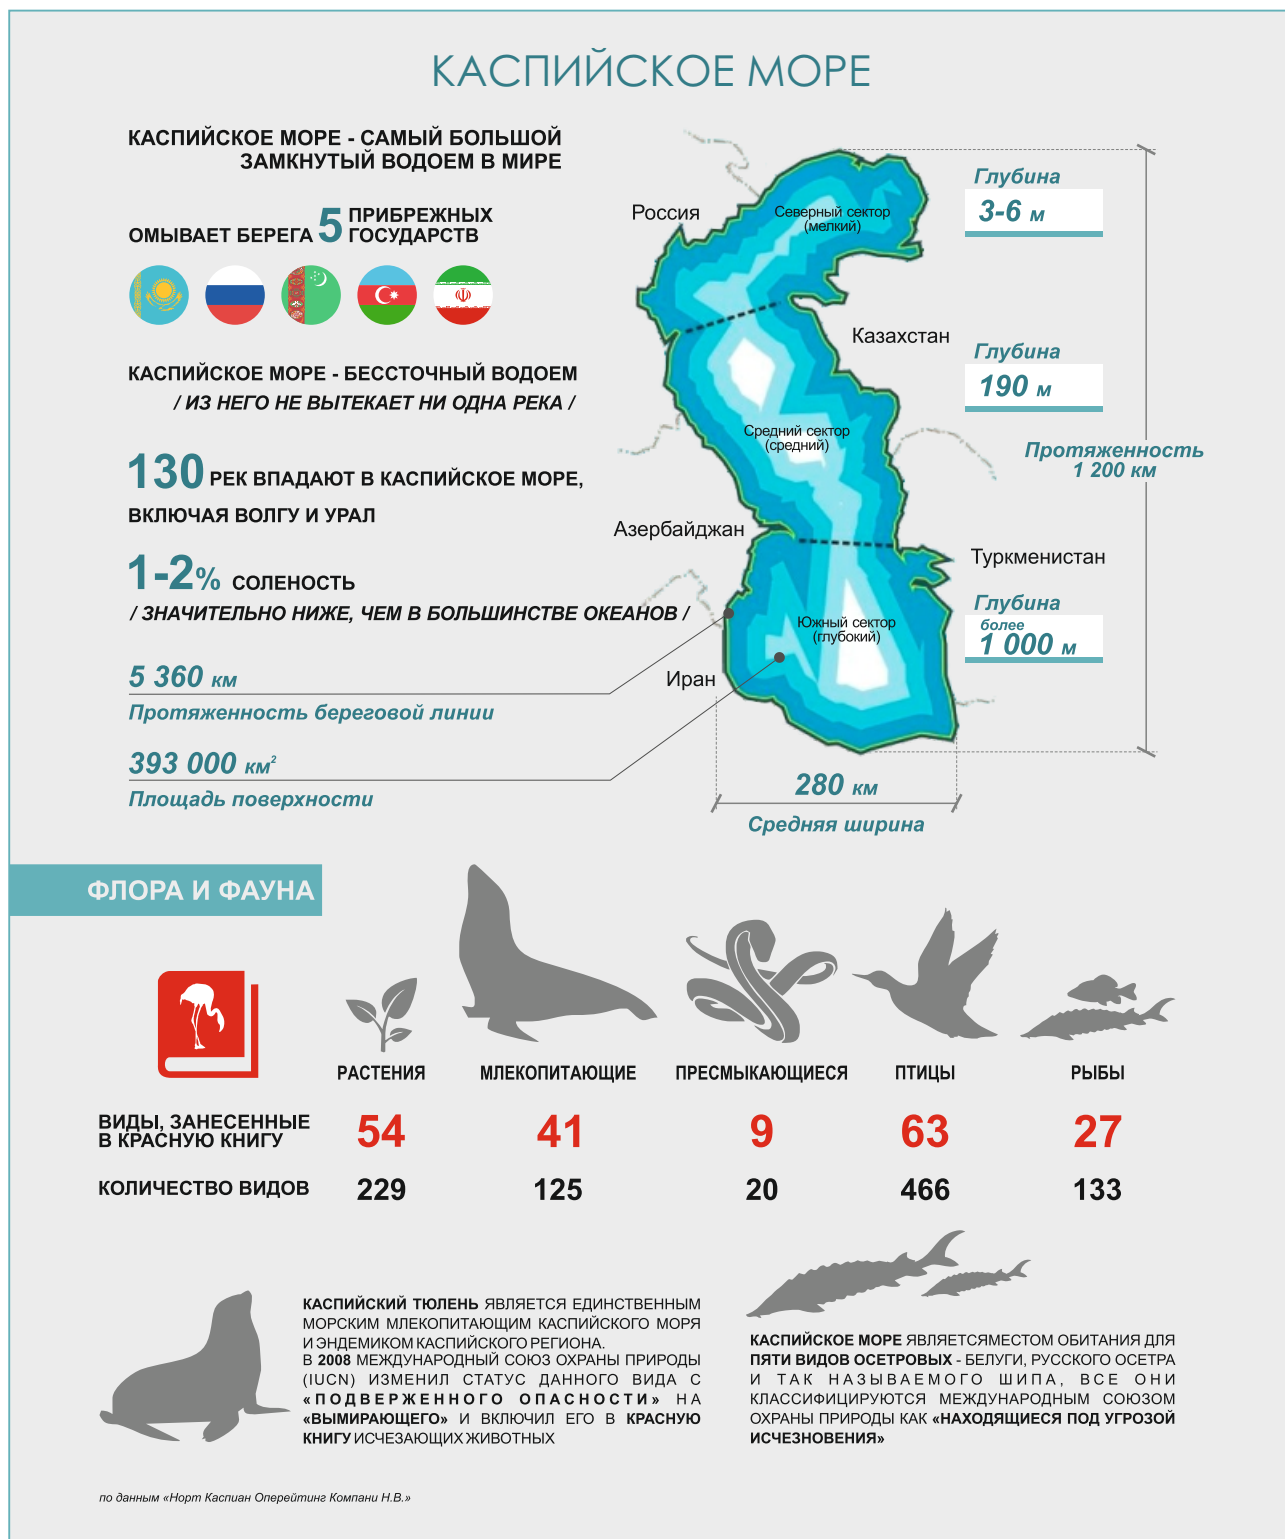 КАСПИЙСКОЕ МОРЕ
КАСПИЙСКОЕ МОРЕ - САМЫЙ БОЛЬШОЙ
ЗАМКНУТЫЙ ВОДОЕМ В МИРЕ
ОМЫВАЕТ БЕРЕГА 5 ПРИБРЕЖНЫХ
ГОСУДАРСТВ
КАСПИЙСКОЕ МОРЕ - БЕССТОЧНЫЙ ВОДОЕМ
/ ИЗ НЕГО НЕ ВЫТЕКАЕТ НИ ОДНА РЕКА /
130 РЕК ВПАДАЮТ В КАСПИЙСКОЕ МОРЕ,
ВКЛЮЧАЯ ВОЛГУ И УРАЛ
1-2% СОЛЕНОСТЬ
/ ЗНАЧИТЕЛЬНО НИЖЕ, ЧЕМ В БОЛЬШИНСТВЕ ОКЕАНОВ /
5 360 км
Протяженность береговой линии
393 000 км²
Площадь поверхности
Россия
Северный сектор
(мелкий)
Глубина
3-6 м
Казахстан
Глубина
190 м
Средний сектор
(средний)
Протяженность
1 200 км
Азербайджан
Туркменистан
Глубина
более
1 000 м
Южный сектор
(глубокий)
Иран
280 км
Средняя ширина
ФЛОРА И ФАУНА
РАСТЕНИЯ МЛЕКОПИТАЮЩИЕ ПРЕСМЫКАЮЩИЕСЯ ПТИЦЫ РЫБЫ
ВИДЫ, ЗАНЕСЕННЫЕ
В КРАСНУЮ КНИГУ
54 41 9 63 27
КОЛИЧЕСТВО ВИДОВ 229 125 20 466 133
КАСПИЙСКИЙ ТЮЛЕНЬ ЯВЛЯЕТСЯ ЕДИНСТВЕННЫМ
МОРСКИМ МЛЕКОПИТАЮЩИМ КАСПИЙСКОГО МОРЯ
И ЭНДЕМИКОМ КАСПИЙСКОГО РЕГИОНА.
В 2008 МЕЖДУНАРОДНЫЙ СОЮЗ ОХРАНЫ ПРИРОДЫ
(IUCN) ИЗМЕНИЛ СТАТУС ДАННОГО ВИДА С
«ПОДВЕРЖЕННОГО ОПАСНОСТИ» НА
«ВЫМИРАЮЩЕГО» И ВКЛЮЧИЛ ЕГО В КРАСНУЮ
КНИГУ ИСЧЕЗАЮЩИХ ЖИВОТНЫХ
КАСПИЙСКОЕ МОРЕ ЯВЛЯЕТСЯМЕСТОМ ОБИТАНИЯ ДЛЯ
ПЯТИ ВИДОВ ОСЕТРОВЫХ - БЕЛУГИ, РУССКОГО ОСЕТРА
И ТАК НАЗЫВАЕМОГО ШИПА, ВСЕ ОНИ
КЛАССИФИЦИРУЮТСЯ МЕЖДУНАРОДНЫМ СОЮЗОМ
ОХРАНЫ ПРИРОДЫ КАК «НАХОДЯЩИЕСЯ ПОД УГРОЗОЙ
ИСЧЕЗНОВЕНИЯ»
по данным «Норт Каспиан Оперейтинг Компани Н.В.»